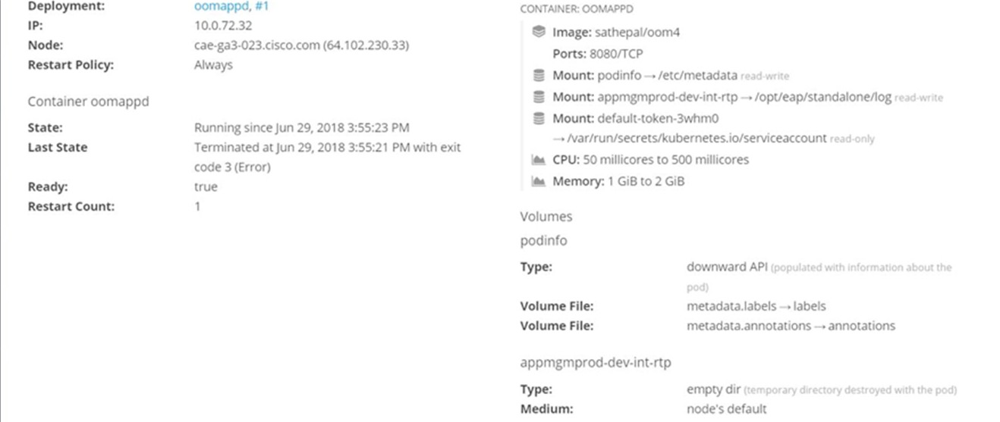 Deployment: oomappd, #1
IP: 10.0.72.32
Node: cae-ga3-023.cisco.com (64.102.230.33)
Restart Policy: Always
Container oomappd
State: Running since Jun 29, 2018 3:55:23 PM
Last State Terminated at Jun 29, 2018 3:55:21 PM with exit
code 3 (Error)
Ready: true
Restart Count: 1
CONTAINER: OOMAPPD
Image: sathepal/oom4
Ports: 8080/TCP
Mount: podinfo → /etc/metadata read-write
Mount: appmgmprod-dev-int-rtp → /opt/eap/standalone/log read-write
Mount: default-token-3whm0
→ /var/run/secrets/kubernetes.io/serviceaccount read-only
CPU: 50 millicores to 500 millicores
Memory: 1 GiB to 2 GiB
Volumes
podinfo
Type: downward API (populated with information about the
pod)
Volume File: metadata.labels → labels
Volume File: metadata.annotations → annotations
appmgmprod-dev-int-rtp
Type: empty dir (temporary directory destroyed with the pod)
Medium: node's default